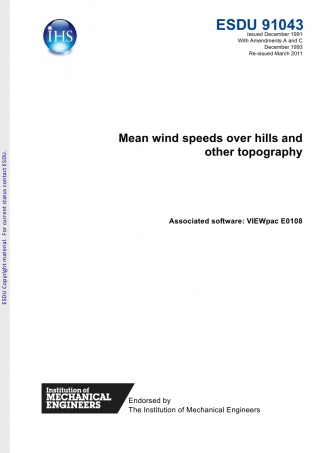 ESDU 91043
Issued December 1991
With Amendments A and C
December 1993
Re-issued March 2011
IHS
Mean wind speeds over hills and
other topography
Associated software: VIEWpac E0108
ESDU Copyright material. For current status contact ESDU.
Institution of
MECHANICAL
ENGINEERS
Endorsed by
The Institution of Mechanical Engineers